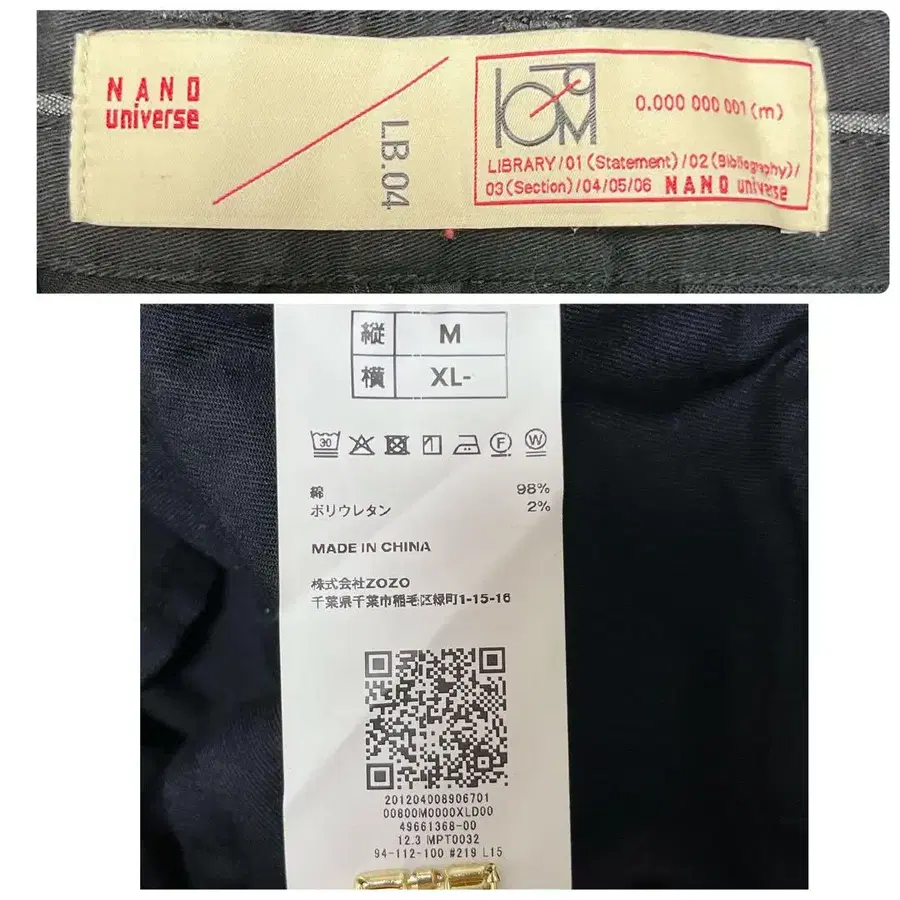 NANO
universe
LB.04
0.000 000 001 (m)
LIBRARY/01 (Statement) /02 (Bibliography)/
03 (Section) /04/05/06 NANO universe
縦 M
横 XL-
30
F
W
綿 98%
ポリウレタン 2%
MADE IN CHINA
株式会社ZOZO
千葉県千葉市稲毛区緑町1-15-16
201204008906701
00800M0000XLD00
49661368-00
12.3 MPT0032
94-112-100 #219 L15